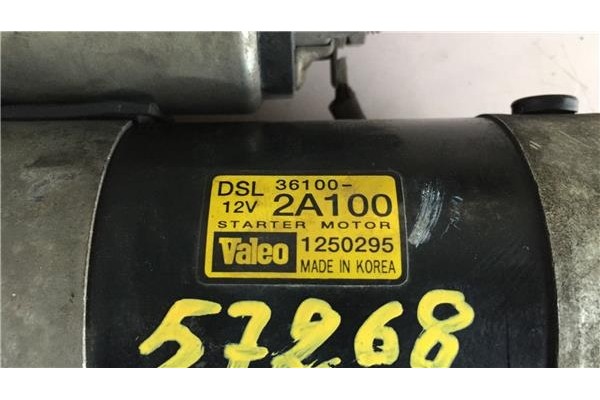 DSL 36100-
12V 2A100
STARTER MOTOR
Valeo 1250295
MADE IN KOREA
57268